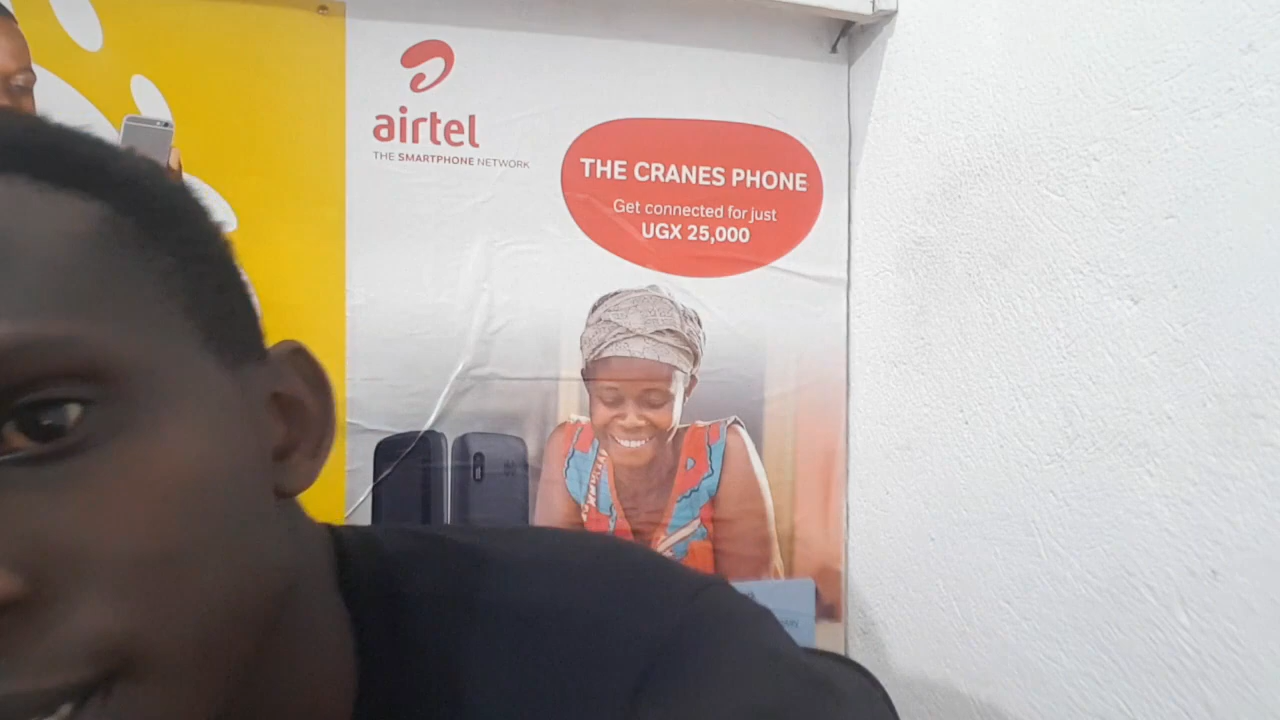 airtel
THE SMARTPHONE NETWORK
THE CRANES PHONE
Get connected for just
UGX 25,000